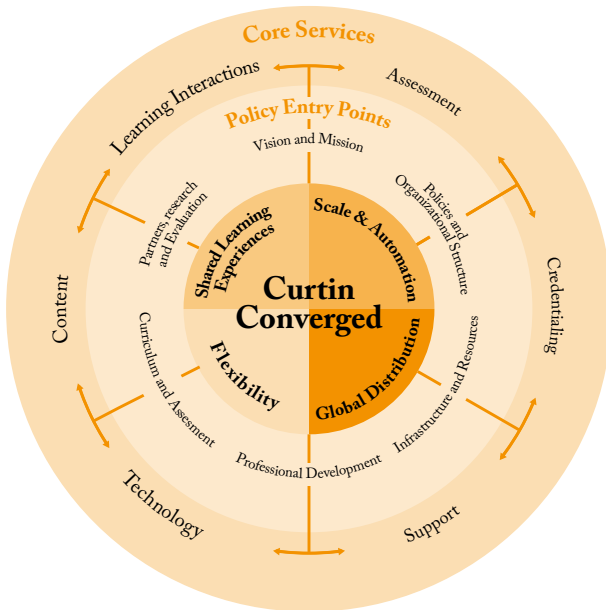 Core Services
Learning Interactions
Assessment
Credentialing
Support
Technology
Content
Policy Entry Points
Vision and Mission
Policies and
Organizational Structure
Infrastructure and Resources
Professional Development
Curriculum and Assesment
Partners, research
and Evaluation
Shared Learning
Experiences
Scale & Automation
Global Distribution
Flexibility
Curtin
Converged